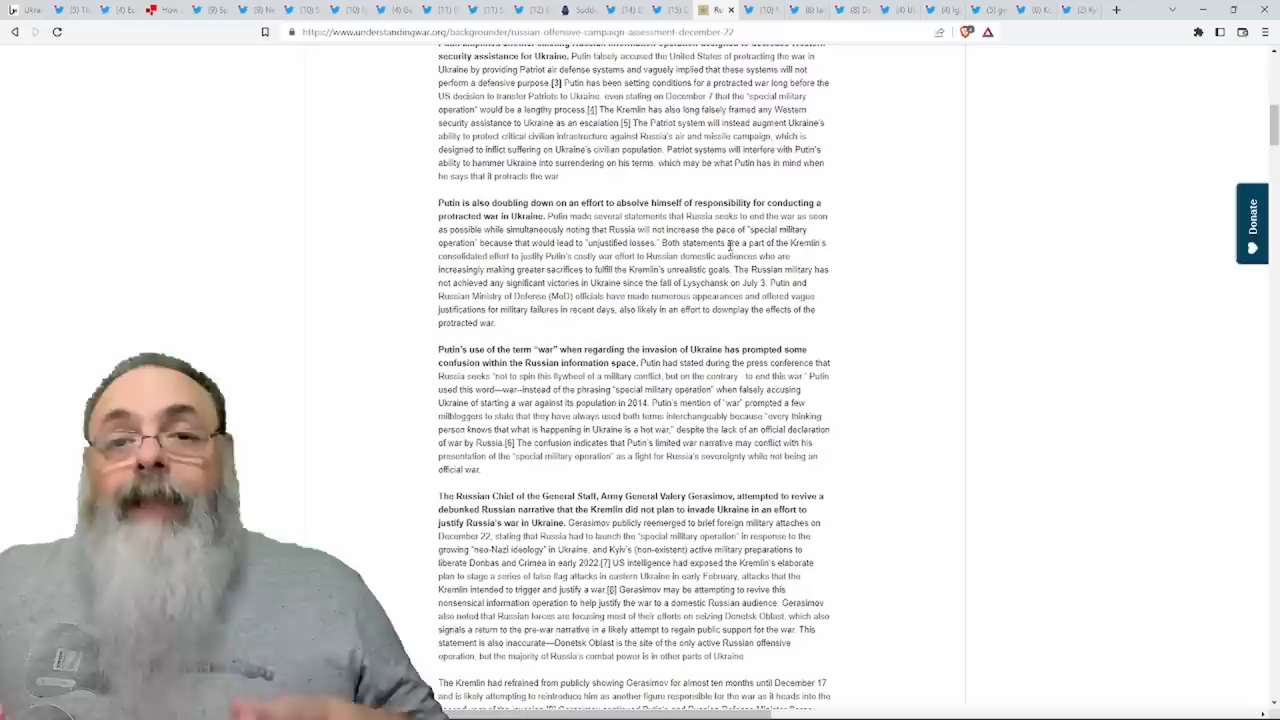 https://www.understandingwar.org/backgrounder/russian-offensive-campaign-assessment-december-22
security assistance for Ukraine. Putin falsely accused the United States of protracting the war in
Ukraine by providing Patriot air defense systems and vaguely implied that these systems will not
perform a defensive purpose.[3] Putin has been setting conditions for a protracted war long before the
US decision to transfer Patriots to Ukraine, even stating on December 7 that the "special military
operation" would be a lengthy process.[4] The Kremlin has also long falsely framed any Western
security assistance to Ukraine as an escalation.[5] The Patriot system will instead augment Ukraine's
ability to protect critical civilian infrastructure against Russia's air and missile campaign, which is
designed to inflict suffering on Ukraine's civilian population. Patriot systems will interfere with Putin's
ability to hammer Ukraine into surrendering on his terms, which may be what Putin has in mind when
he says that it protracts the war
Putin is also doubling down on an effort to absolve himself of responsibility for conducting a
protracted war in Ukraine. Putin made several statements that Russia seeks to end the war as soon
as possible while simultaneously noting that Russia will not increase the pace of "special military
operation" because that would lead to "unjustified losses." Both statements are a part of the Kremlin's
consolidated effort to justify Putin's costly war effort to Russian domestic audiences who are
increasingly making greater sacrifices to fulfill the Kremlin's unrealistic goals. The Russian military has
not achieved any significant victories in Ukraine since the fall of Lysychansk on July 3. Putin and
Russian Ministry of Defense (MoD) officials have made numerous appearances and offered vague
justifications for military failures in recent days, also likely in an effort to downplay the effects of the
protracted war.
Putin's use of the term "war" when regarding the invasion of Ukraine has prompted some
confusion within the Russian information space. Putin had stated during the press conference that
Russia seeks "not to spin this flywheel of a military conflict, but on the contrary - to end this war." Putin
used this word—war--instead of the phrasing "special military operation" when falsely accusing
Ukraine of starting a war against its population in 2014. Putin's mention of "war" prompted a few
milbloggers to state that they have always used both terms interchangeably because "every thinking
person knows that what is happening in Ukraine is a hot war," despite the lack of an official declaration
of war by Russia.[6] The confusion indicates that Putin's limited war narrative may conflict with his
presentation of the "special military operation" as a fight for Russia's sovereignty while not being an
official war.
The Russian Chief of the General Staff, Army General Valery Gerasimov, attempted to revive a
debunked Russian narrative that the Kremlin did not plan to invade Ukraine in an effort to
justify Russia's war in Ukraine. Gerasimov publicly reemerged to brief foreign military attaches on
December 22, stating that Russia had to launch the "special military operation" in response to the
growing "neo-Nazi ideology" in Ukraine, and Kyiv's (non-existent) active military preparations to
liberate Donbas and Crimea in early 2022.[7] US intelligence had exposed the Kremlin's elaborate
plan to stage a series of false flag attacks in eastern Ukraine in early February, attacks that the
Kremlin intended to trigger and justify a war.[8] Gerasimov may be attempting to revive this
nonsensical information operation to help justify the war to a domestic Russian audience. Gerasimov
also noted that Russian forces are focusing most of their efforts on seizing Donetsk Oblast, which also
signals a return to the pre-war narrative in a likely attempt to regain public support for the war. This
statement is also inaccurate—Donetsk Oblast is the site of the only active Russian offensive
operation, but the majority of Russia's combat power is in other parts of Ukraine
The Kremlin had refrained from publicly showing Gerasimov for almost ten months until December 17
and is likely attempting to reintroduce him as another figure responsible for the war as it heads into the
Donate